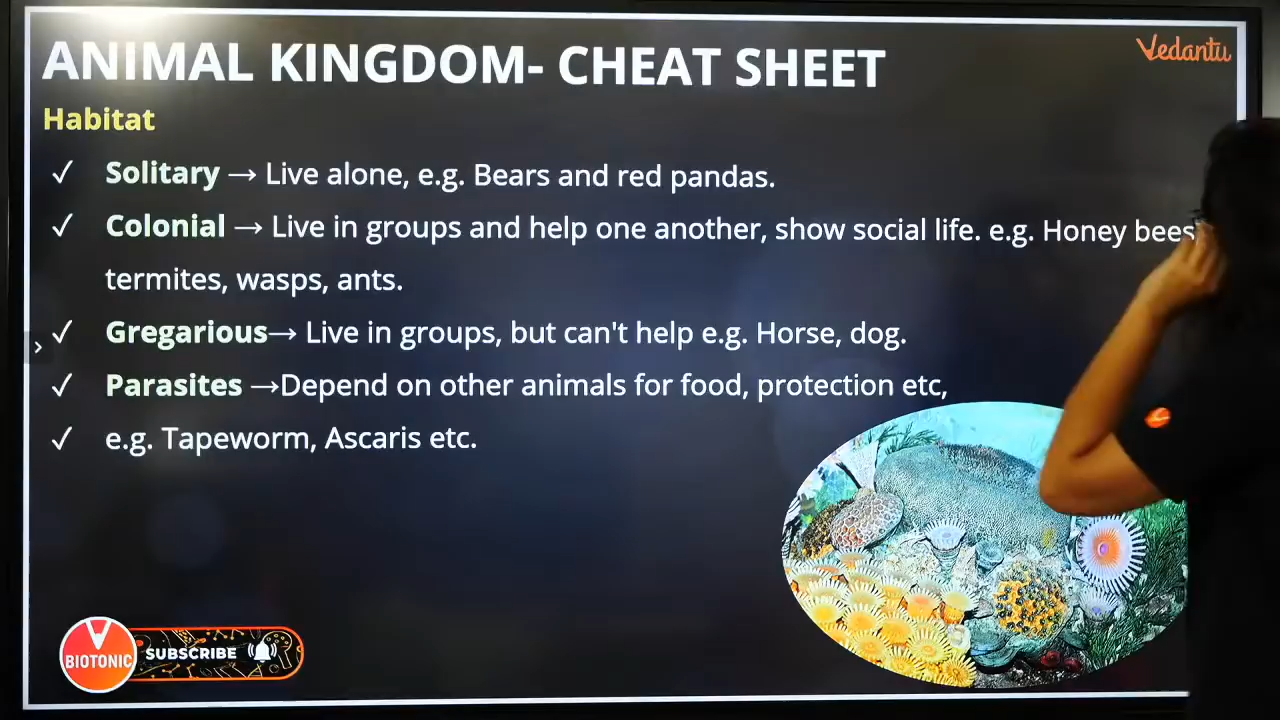 ANIMAL KINGDOM- CHEAT SHEET
Vedantu
Habitat
✓ Solitary → Live alone, e.g. Bears and red pandas.
✓ Colonial → Live in groups and help one another, show social life. e.g. Honey bees
termites, wasps, ants.
✓ Gregarious→ Live in groups, but can't help e.g. Horse, dog.
✓ Parasites →Depend on other animals for food, protection etc,
✓ e.g. Tapeworm, Ascaris etc.
BIOTONIC
SUBSCRIBE